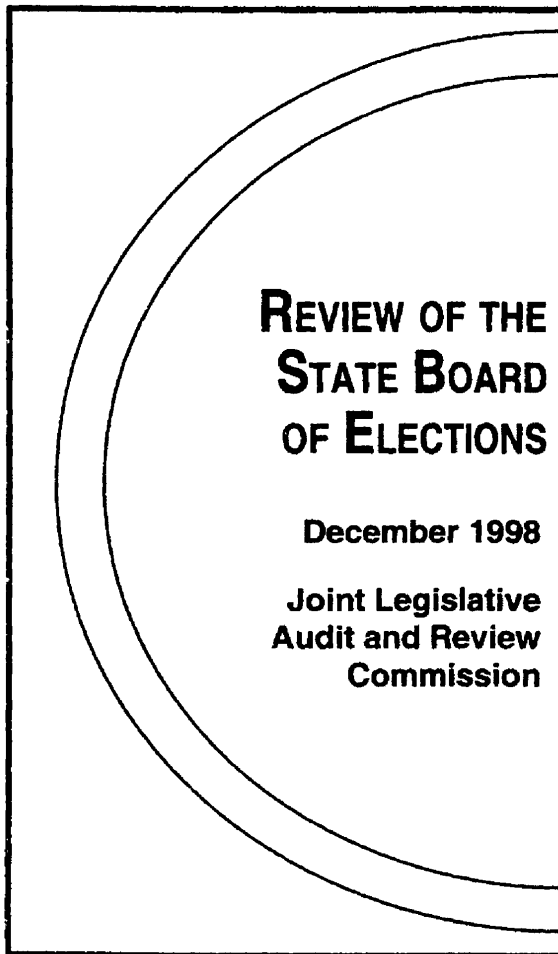 REVIEW OF THE
STATE BOARD
OF ELECTIONS
December 1998
Joint Legislative
Audit and Review
Commission